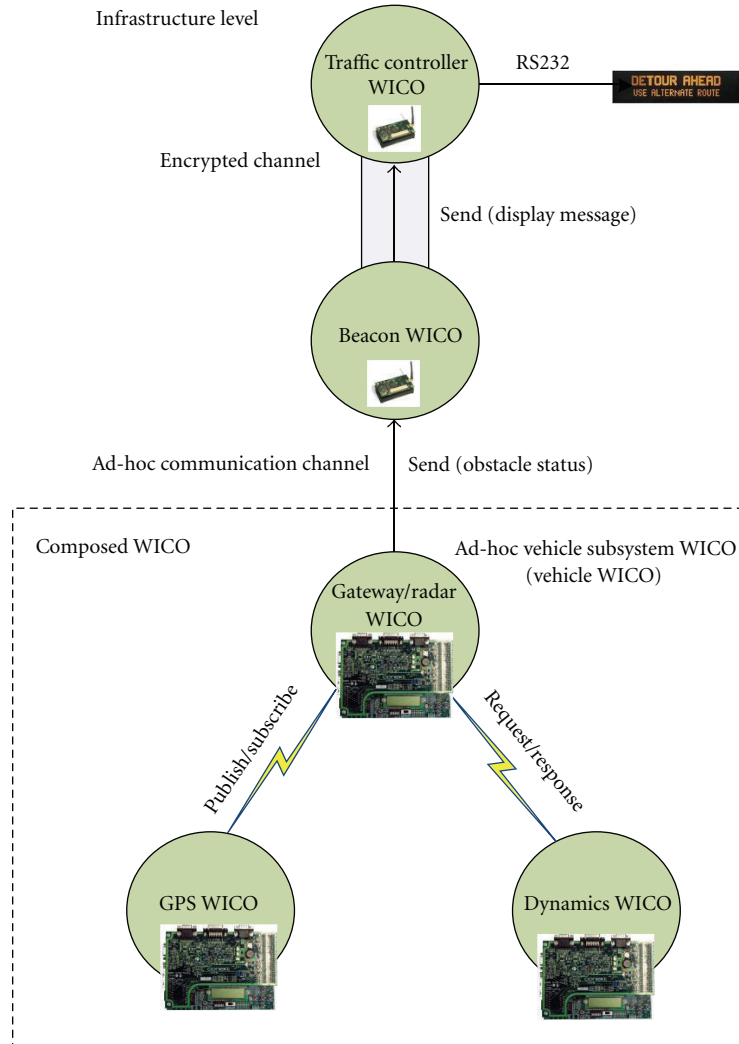 Infrastructure level
Traffic controller
WICO
RS232
DETOUR AHEAD
USE ALTERNATE ROUTE
Encrypted channel
Send (display message)
Beacon WICO
Ad-hoc communication channel
Send (obstacle status)
Composed WICO
Ad-hoc vehicle subsystem WICO
(vehicle WICO)
Gateway/radar
WICO
Publish/subscribe
Request/response
GPS WICO
Dynamics WICO